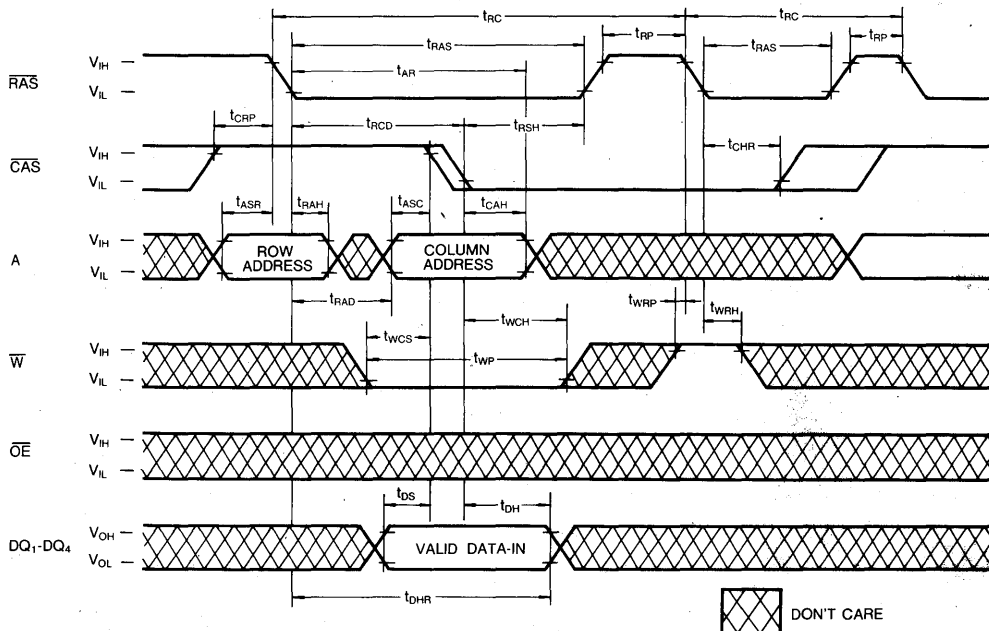 tRC tRC
tRAS tRP tRAS tRP
tAR
RAS VIH
VIL
tCRP tRCD tRSH
CAS VIH tCHR
VIL
tASR tRAH tASC tCAH
A VIH ROW ADDRESS COLUMN ADDRESS
VIL
tRAD tWRP tWRH
tWCH
tWCS
W VIH tWP
VIL
OE VIH
VIL
tDS tDH
DQ1-DQ4 VOH VALID DATA-IN
VOL
tDHR
DON'T CARE